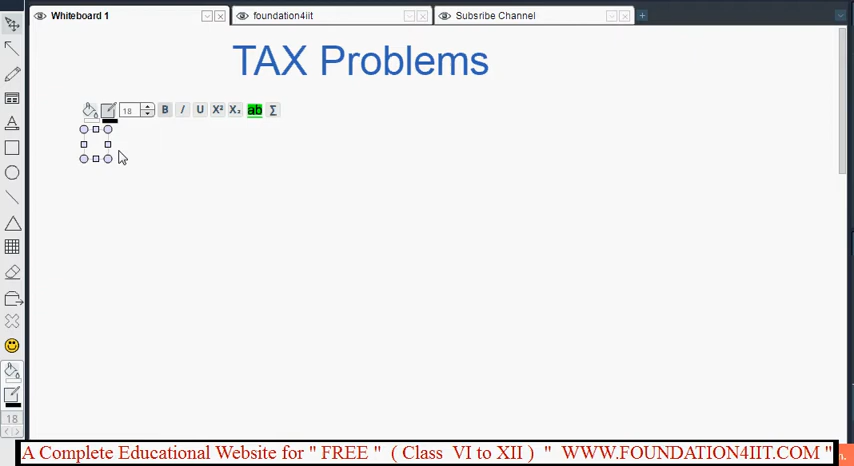 Whiteboard 1
foundation4iit
Subsribe Channel
TAX Problems
18 B I U X² X₂ ab Σ
A
18
A Complete Educational Website for " FREE " ( Class VI to XII ) " WWW.FOUNDATION4IIT.COM "
n.